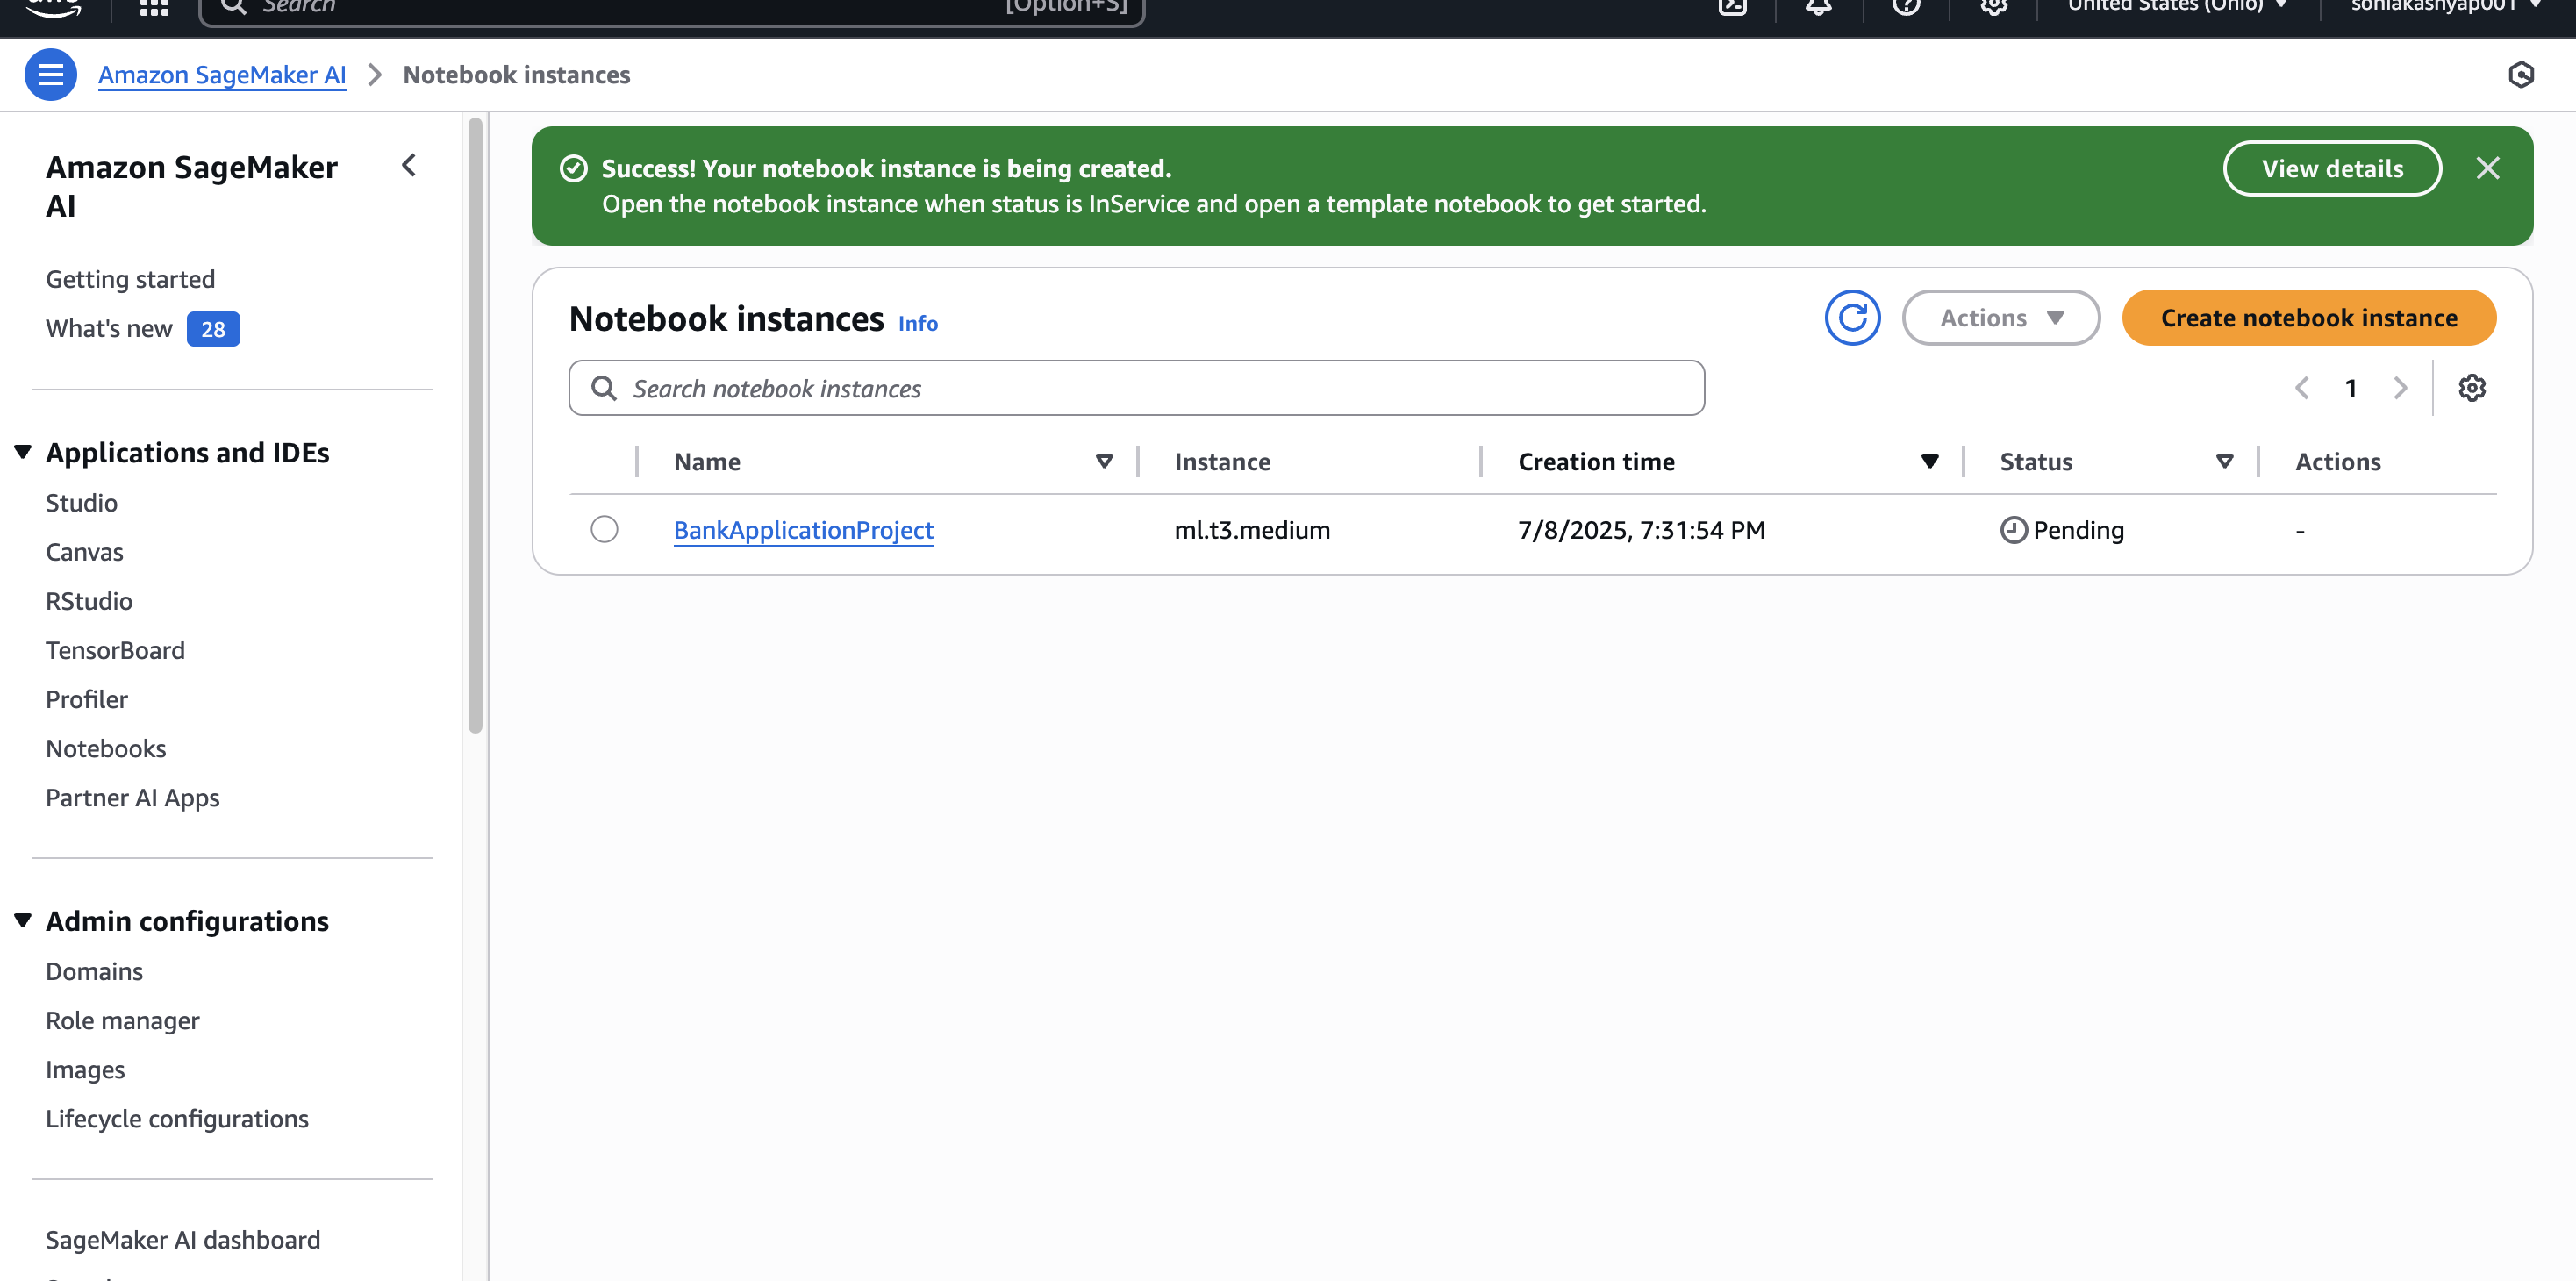 Search
[Option+S]
United States (Ohio)
soniakashyap001
Amazon SageMaker AI
Notebook instances
Amazon SageMaker
AI
Getting started
What's new 28
Applications and IDEs
Studio
Canvas
RStudio
TensorBoard
Profiler
Notebooks
Partner AI Apps
Admin configurations
Domains
Role manager
Images
Lifecycle configurations
SageMaker AI dashboard
Success! Your notebook instance is being created.
Open the notebook instance when status is InService and open a template notebook to get started.
View details
Notebook instances Info
Actions
Create notebook instance
Search notebook instances
1
Name Instance Creation time Status Actions
BankApplicationProject ml.t3.medium 7/8/2025, 7:31:54 PM Pending -